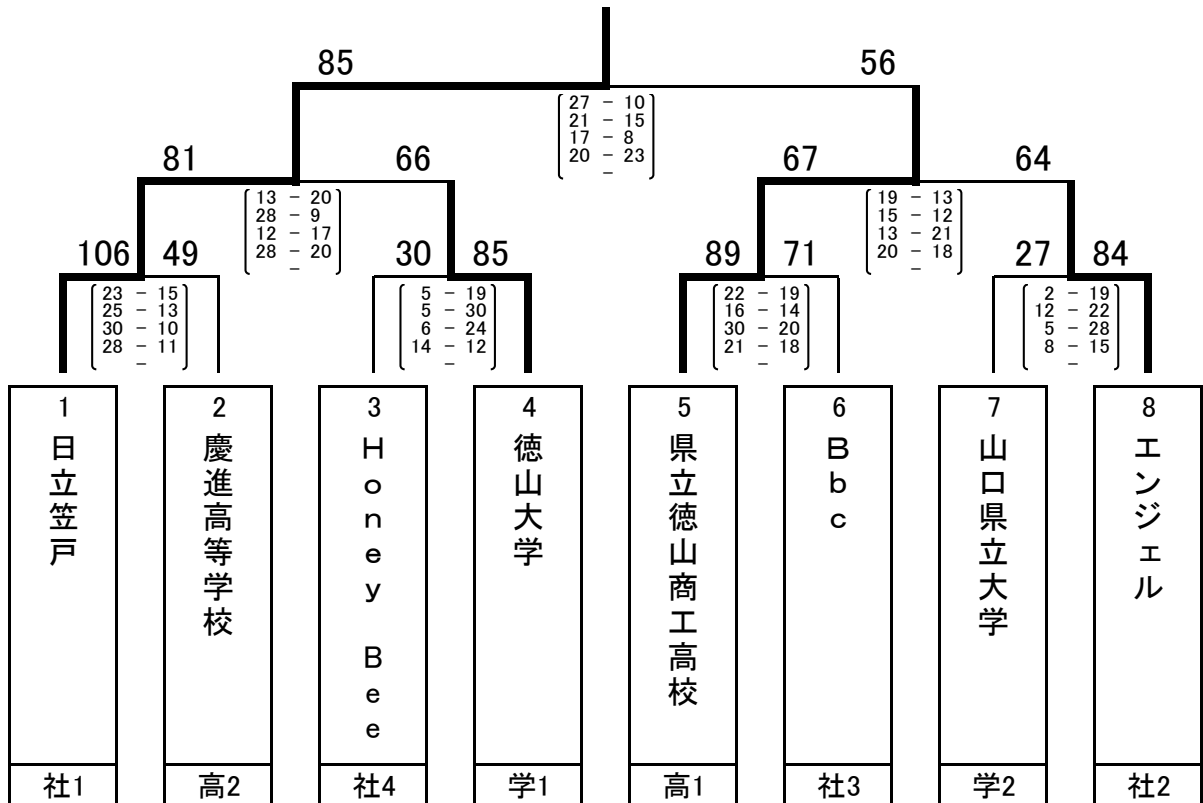 85 56
27 - 10
21 - 15
17 - 8
20 - 23
-
81 66 67 64
13 - 20
28 - 9
12 - 17
28 - 20
-
19 - 13
15 - 12
13 - 21
20 - 18
-
106 49 30 85 89 71 27 84
23 - 15
25 - 13
30 - 10
28 - 11
-
5 - 19
5 - 30
6 - 24
14 - 12
-
22 - 19
16 - 14
30 - 20
21 - 18
-
2 - 19
12 - 22
5 - 28
8 - 15
-
1
日立笠戸
社1
2
慶進高等学校
高2
3
Honey Bee
社4
4
徳山大学
学1
5
県立徳山商工高校
高1
6
Bbc
社3
7
山口県立大学
学2
8
エンジェル
社2